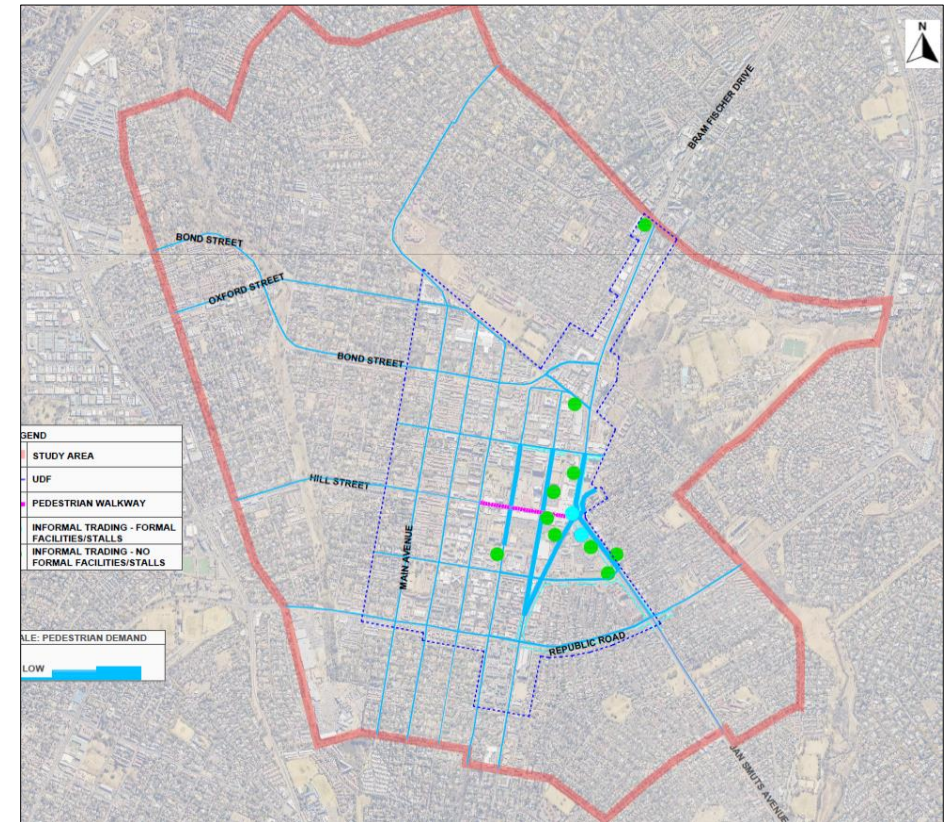 N
BRAM FISCHER DRIVE
BOND STREET
OXFORD STREET
BOND STREET
GEND
STUDY AREA
UDF
HILL STREET
PEDESTRIAN WALKWAY
INFORMAL TRADING - FORMAL
FACILITIES/STALLS
INFORMAL TRADING - NO
FORMAL FACILITIES/STALLS
MAIN AVENUE
ALE: PEDESTRIAN DEMAND
LOW
REPUBLIC ROAD
JAN SMUTS AVENUE